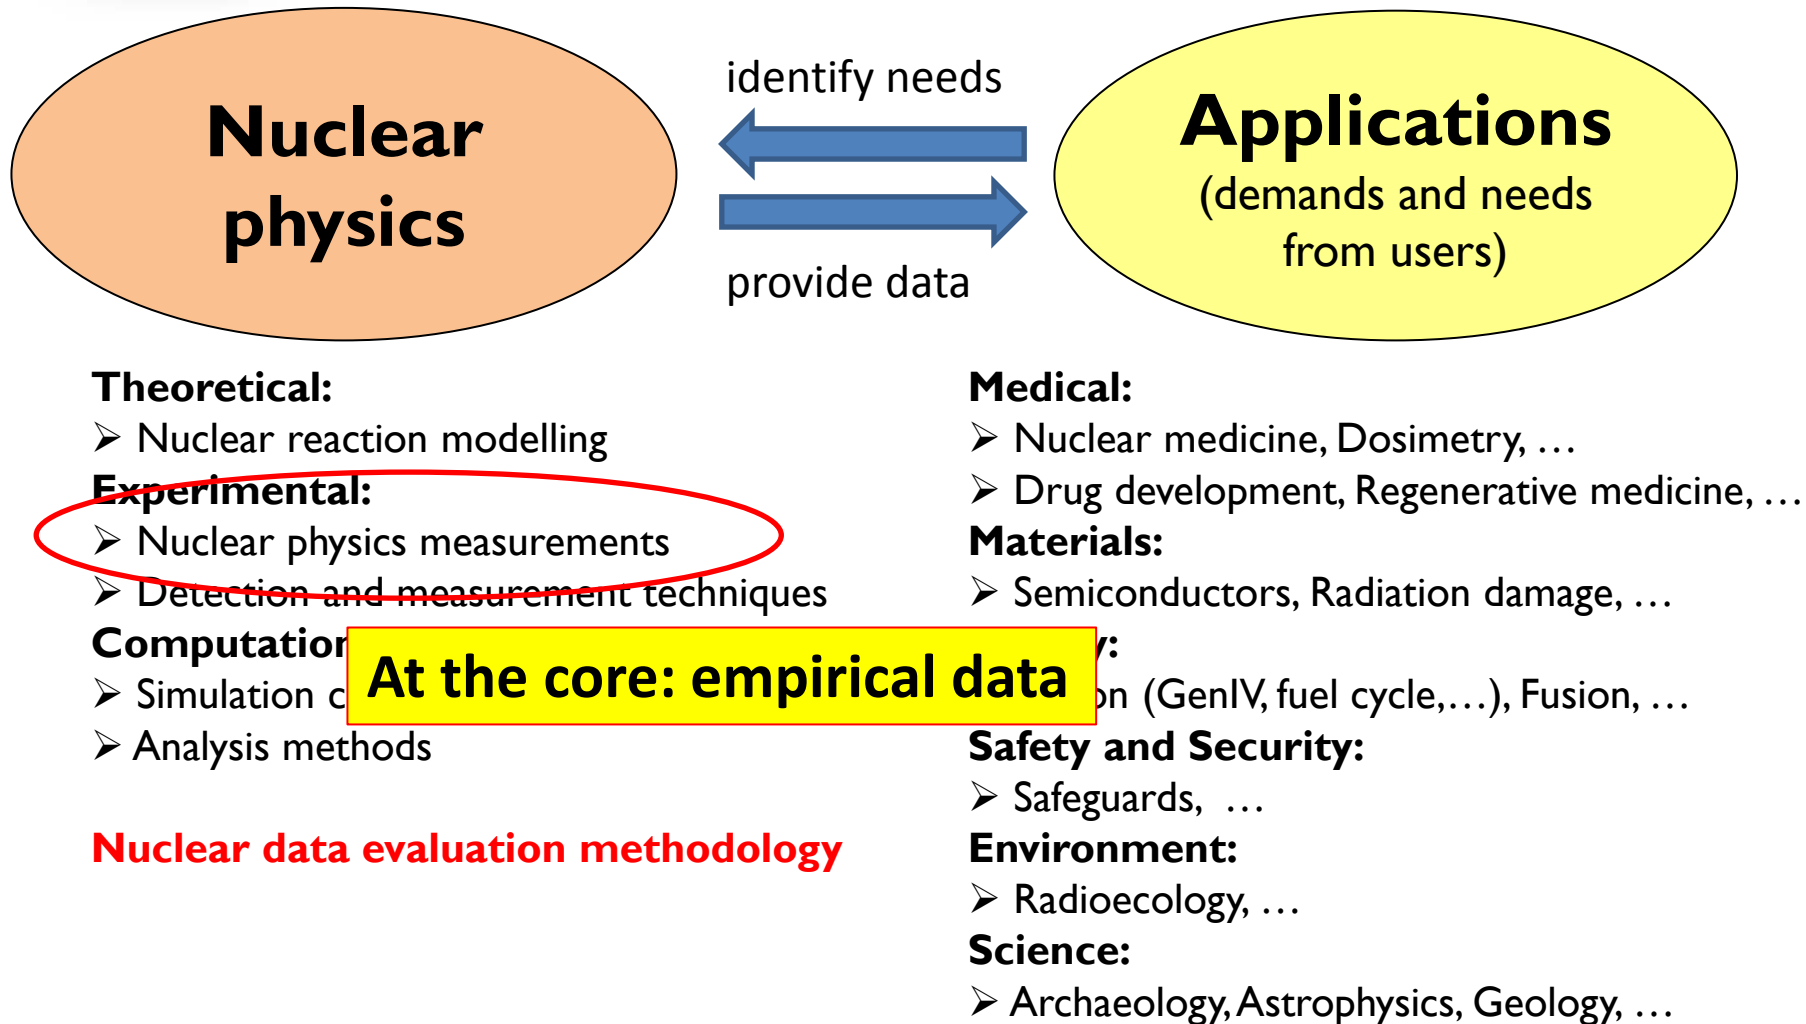 Nuclear
physics
identify needs
provide data
Applications
(demands and needs
from users)
Theoretical:
➢ Nuclear reaction modelling
Experimental:
➢ Nuclear physics measurements
➢ Detection and measurement techniques
➢ Simulation
➢ Analysis methods
Nuclear data evaluation methodology
At the core: empirical data
Medical:
➢ Nuclear medicine, Dosimetry, …
➢ Drug development, Regenerative medicine, …
Materials:
➢ Semiconductors, Radiation damage, …
(GenIV, fuel cycle,…), Fusion, …
Safety and Security:
➢ Safeguards, …
Environment:
➢ Radioecology, …
Science:
➢ Archaeology, Astrophysics, Geology, …